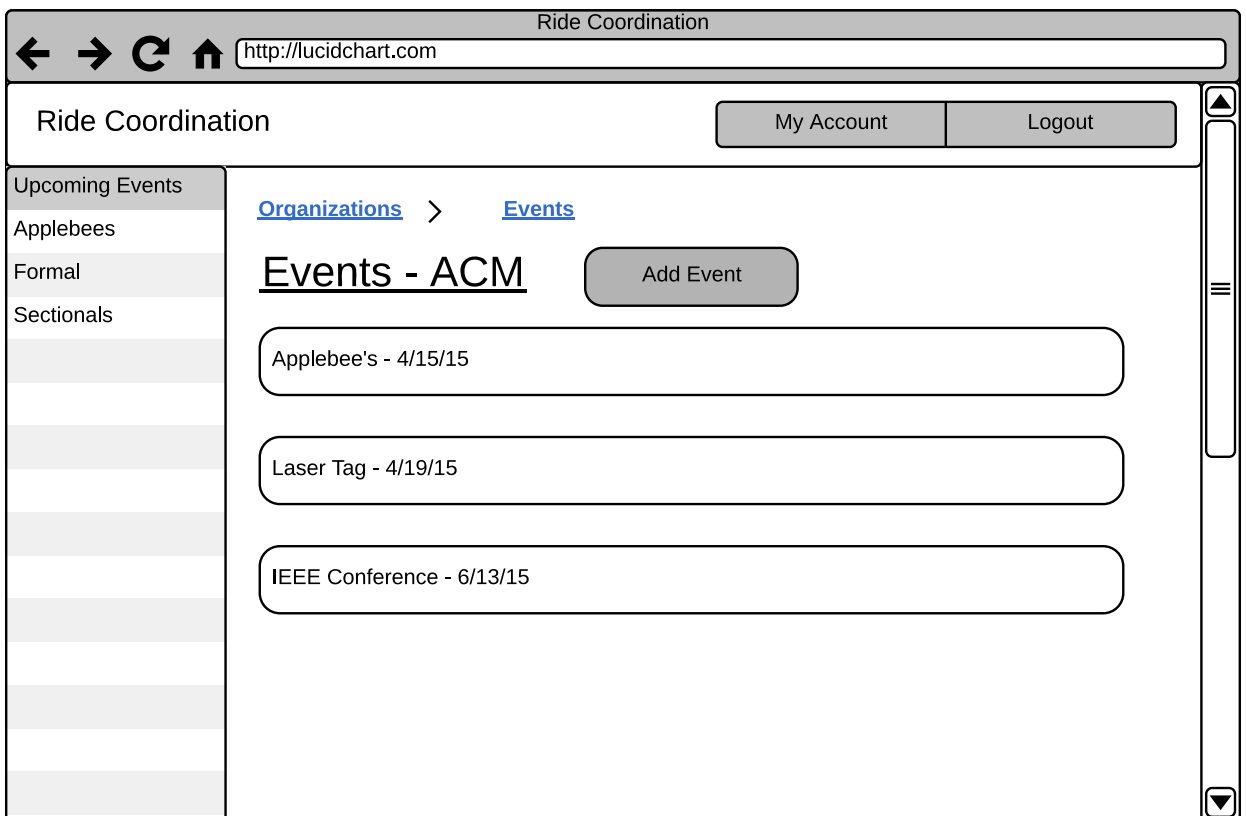 Ride Coordination
http://lucidchart.com
Ride Coordination
My Account
Logout
Upcoming Events
Applebees
Formal
Sectionals
Organizations
Events
Events - ACM
Add Event
Applebee's - 4/15/15
Laser Tag - 4/19/15
IEEE Conference - 6/13/15